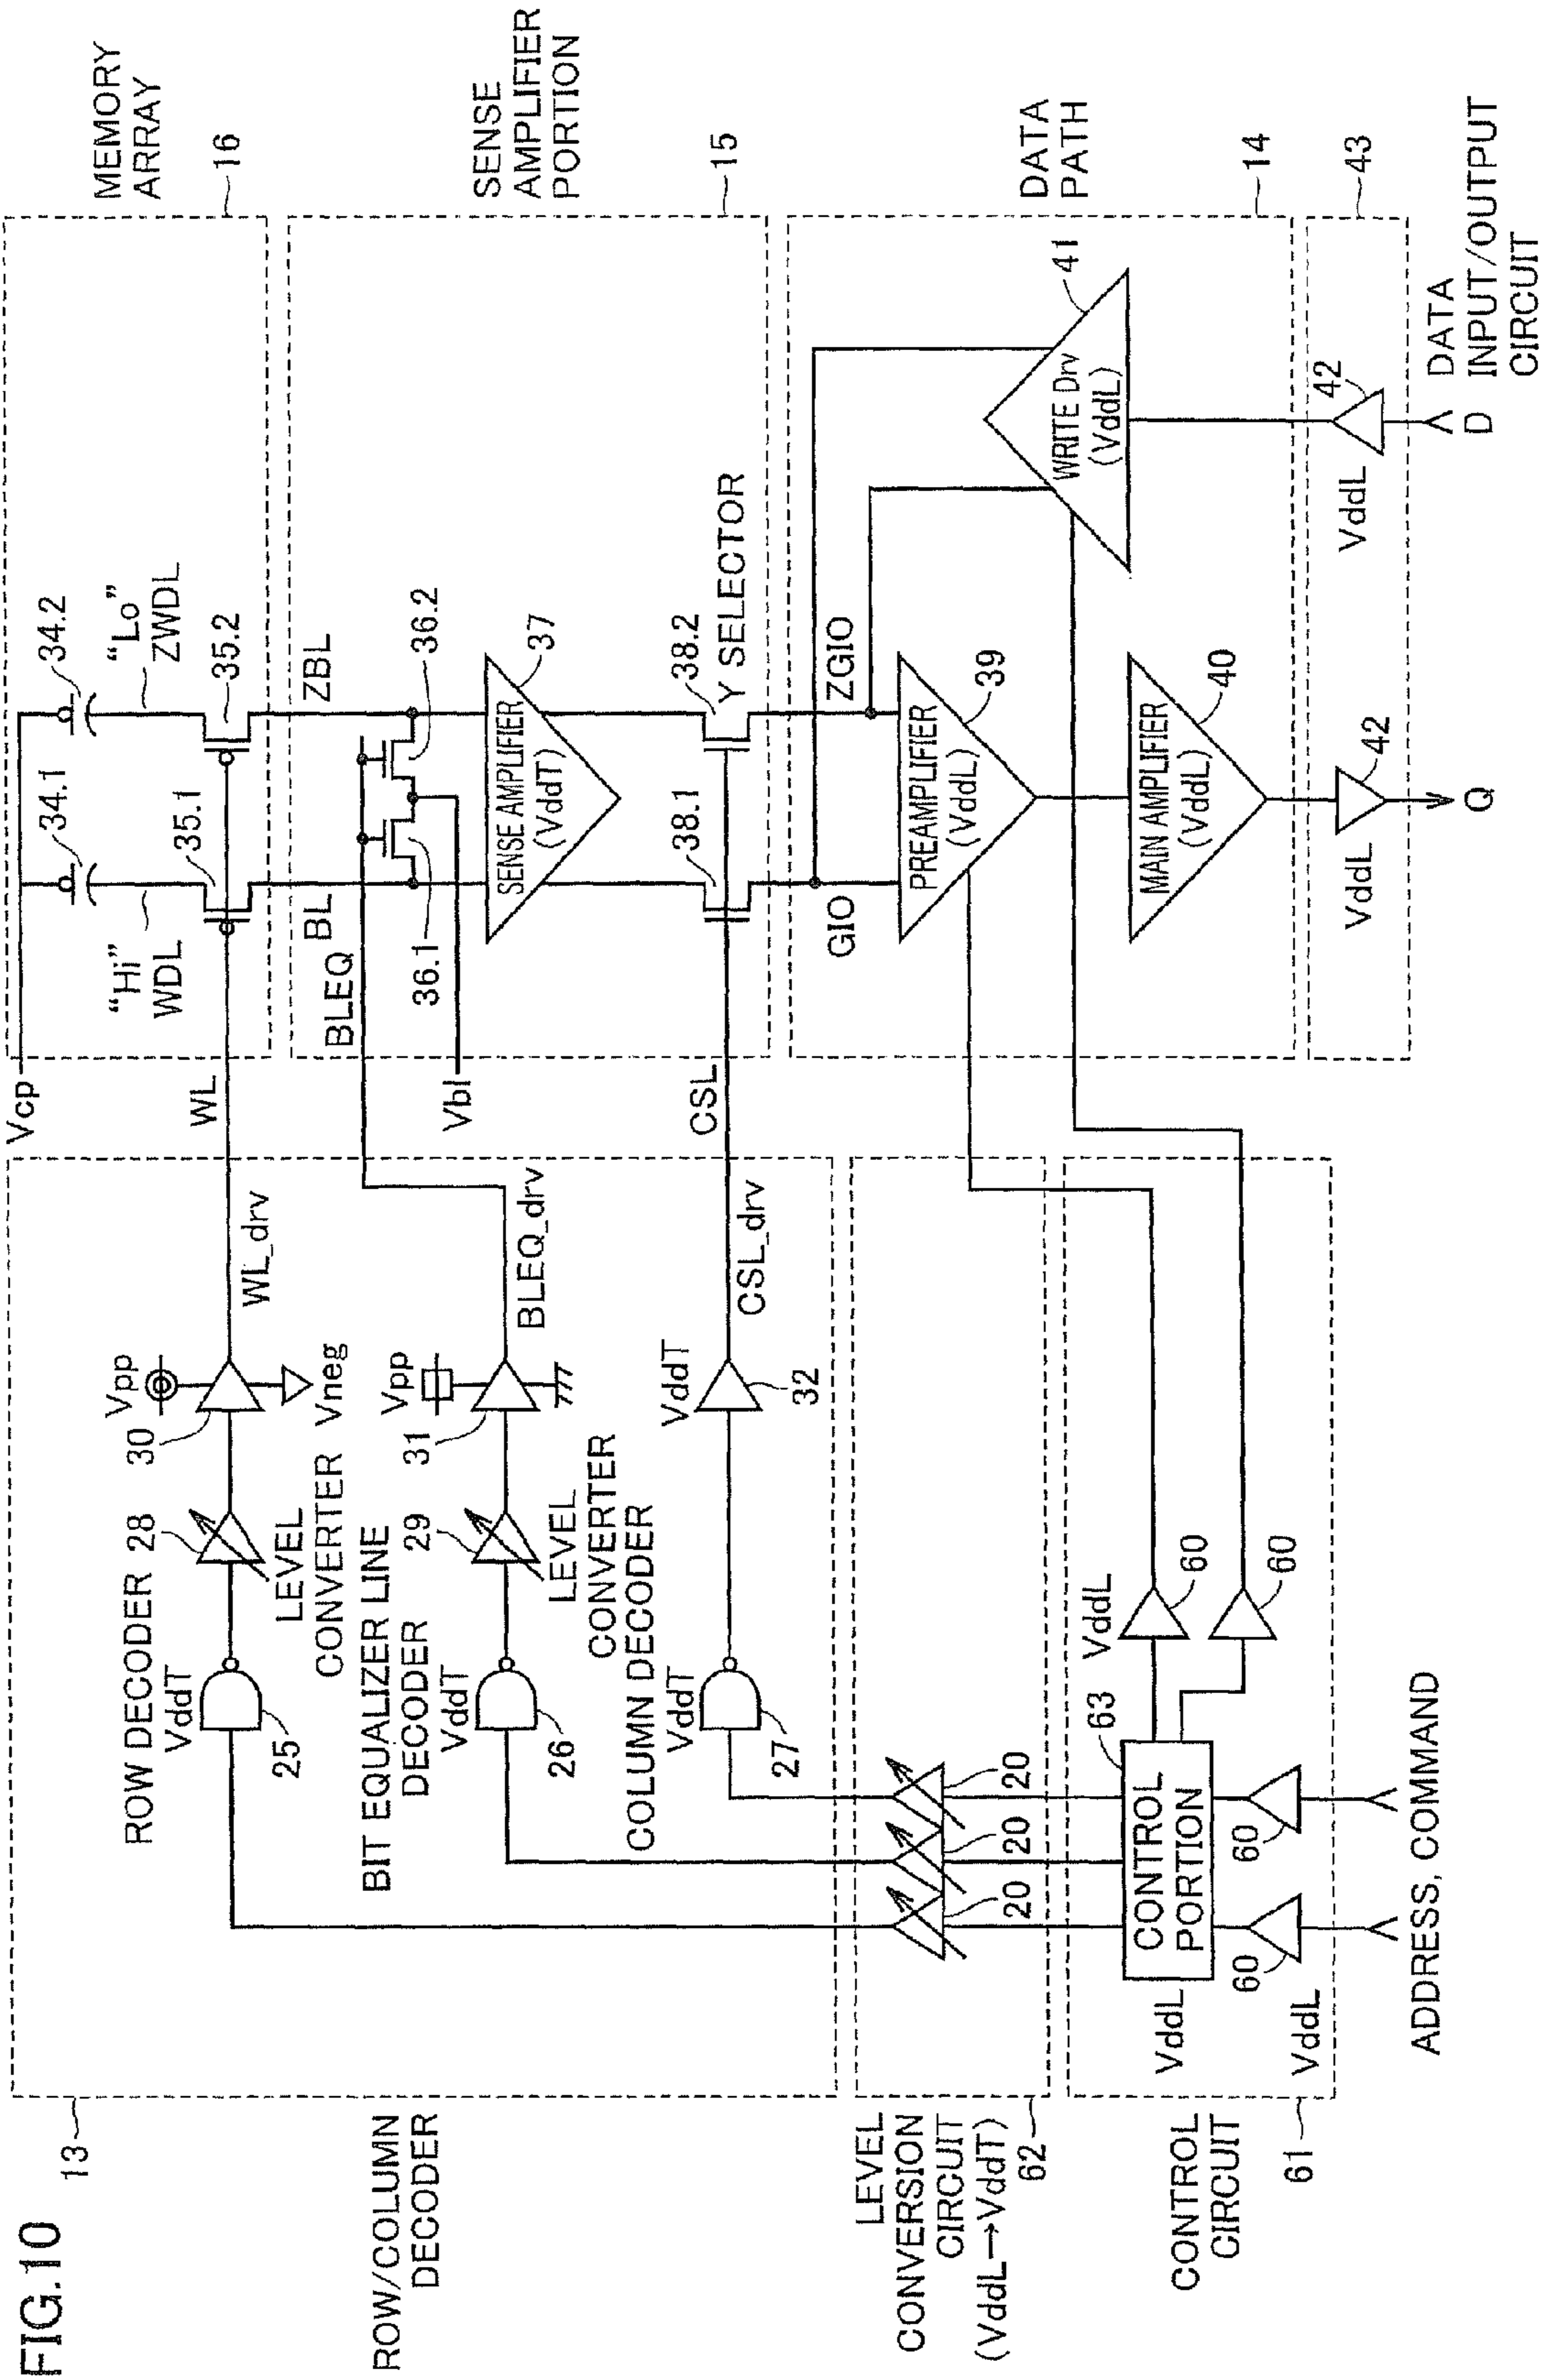 FIG.10
ROW/COLUMN
DECODER
13
LEVEL
CONVERSION
CIRCUIT
(VddL→VddT)
62
CONTROL
CIRCUIT
61
ROW DECODER
VddT
25
28
LEVEL
CONVERTER
30
Vpp
Vneg
WL_drv
BIT EQUALIZER LINE
DECODER
VddT
26
29
LEVEL
CONVERTER
31
Vpp
BLEQ_drv
COLUMN DECODER
VddT
27
VddT
32
CSL_drv
20
20
20
CONTROL
PORTION
63
VddL
VddL
60
60
VddL
60
60
ADDRESS, COMMAND
Vcp
WL
BLEQ
Vbl
CSL
MEMORY
ARRAY
16
34.1
34.2
"Hi"
WDL
"Lo"
ZWDL
35.1
35.2
SENSE
AMPLIFIER
PORTION
15
BL
ZBL
36.1
36.2
SENSE AMPLIFIER
(VddT)
37
38.1
38.2
Y SELECTOR
DATA
PATH
14
GIO
ZGIO
PREAMPLIFIER
(VddL)
39
MAIN AMPLIFIER
(VddL)
40
WRITE Drv
(VddL)
41
43
VddL
42
Q
VddL
42
D
DATA
INPUT/OUTPUT
CIRCUIT